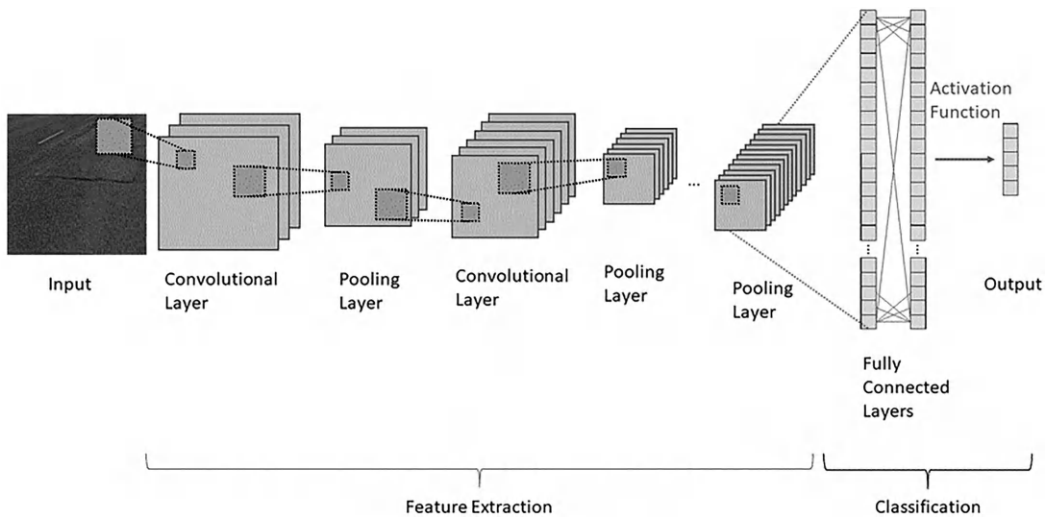 Input
Convolutional
Layer
Pooling
Layer
Convolutional
Layer
Pooling
Layer
...
Pooling
Layer
Fully
Connected
Layers
Activation
Function
Output
Feature Extraction
Classification